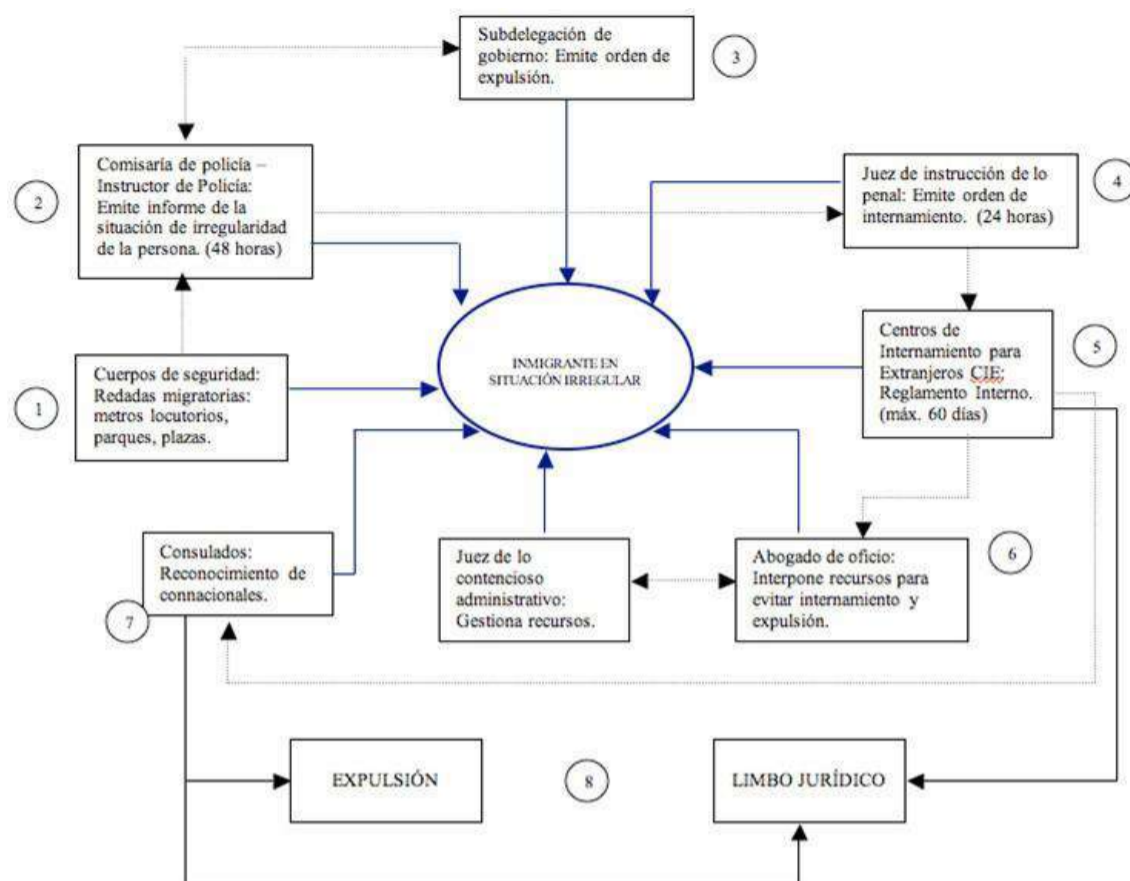 Subdelegación de
gobierno: Emite orden de
expulsión.
3
Comisaría de policía –
Instructor de Policía:
Emite informe de la
situación de irregularidad
de la persona. (48 horas)
2
Juez de instrucción de lo
penal: Emite orden de
internamiento. (24 horas)
4
INMIGRANTE EN
SITUACIÓN IRREGULAR
Centros de
Internamiento para
Extranjeros CIE:
Reglamento Interno.
(máx. 60 días)
5
Cuerpos de seguridad:
Redadas migratorias:
metros locutorios,
parques, plazas.
1
Consulados:
Reconocimiento de
connacionales.
7
Juez de lo
contencioso
administrativo:
Gestiona recursos.
Abogado de oficio:
Interpone recursos para
evitar internamiento y
expulsión.
6
EXPULSIÓN
8
LIMBO JURÍDICO